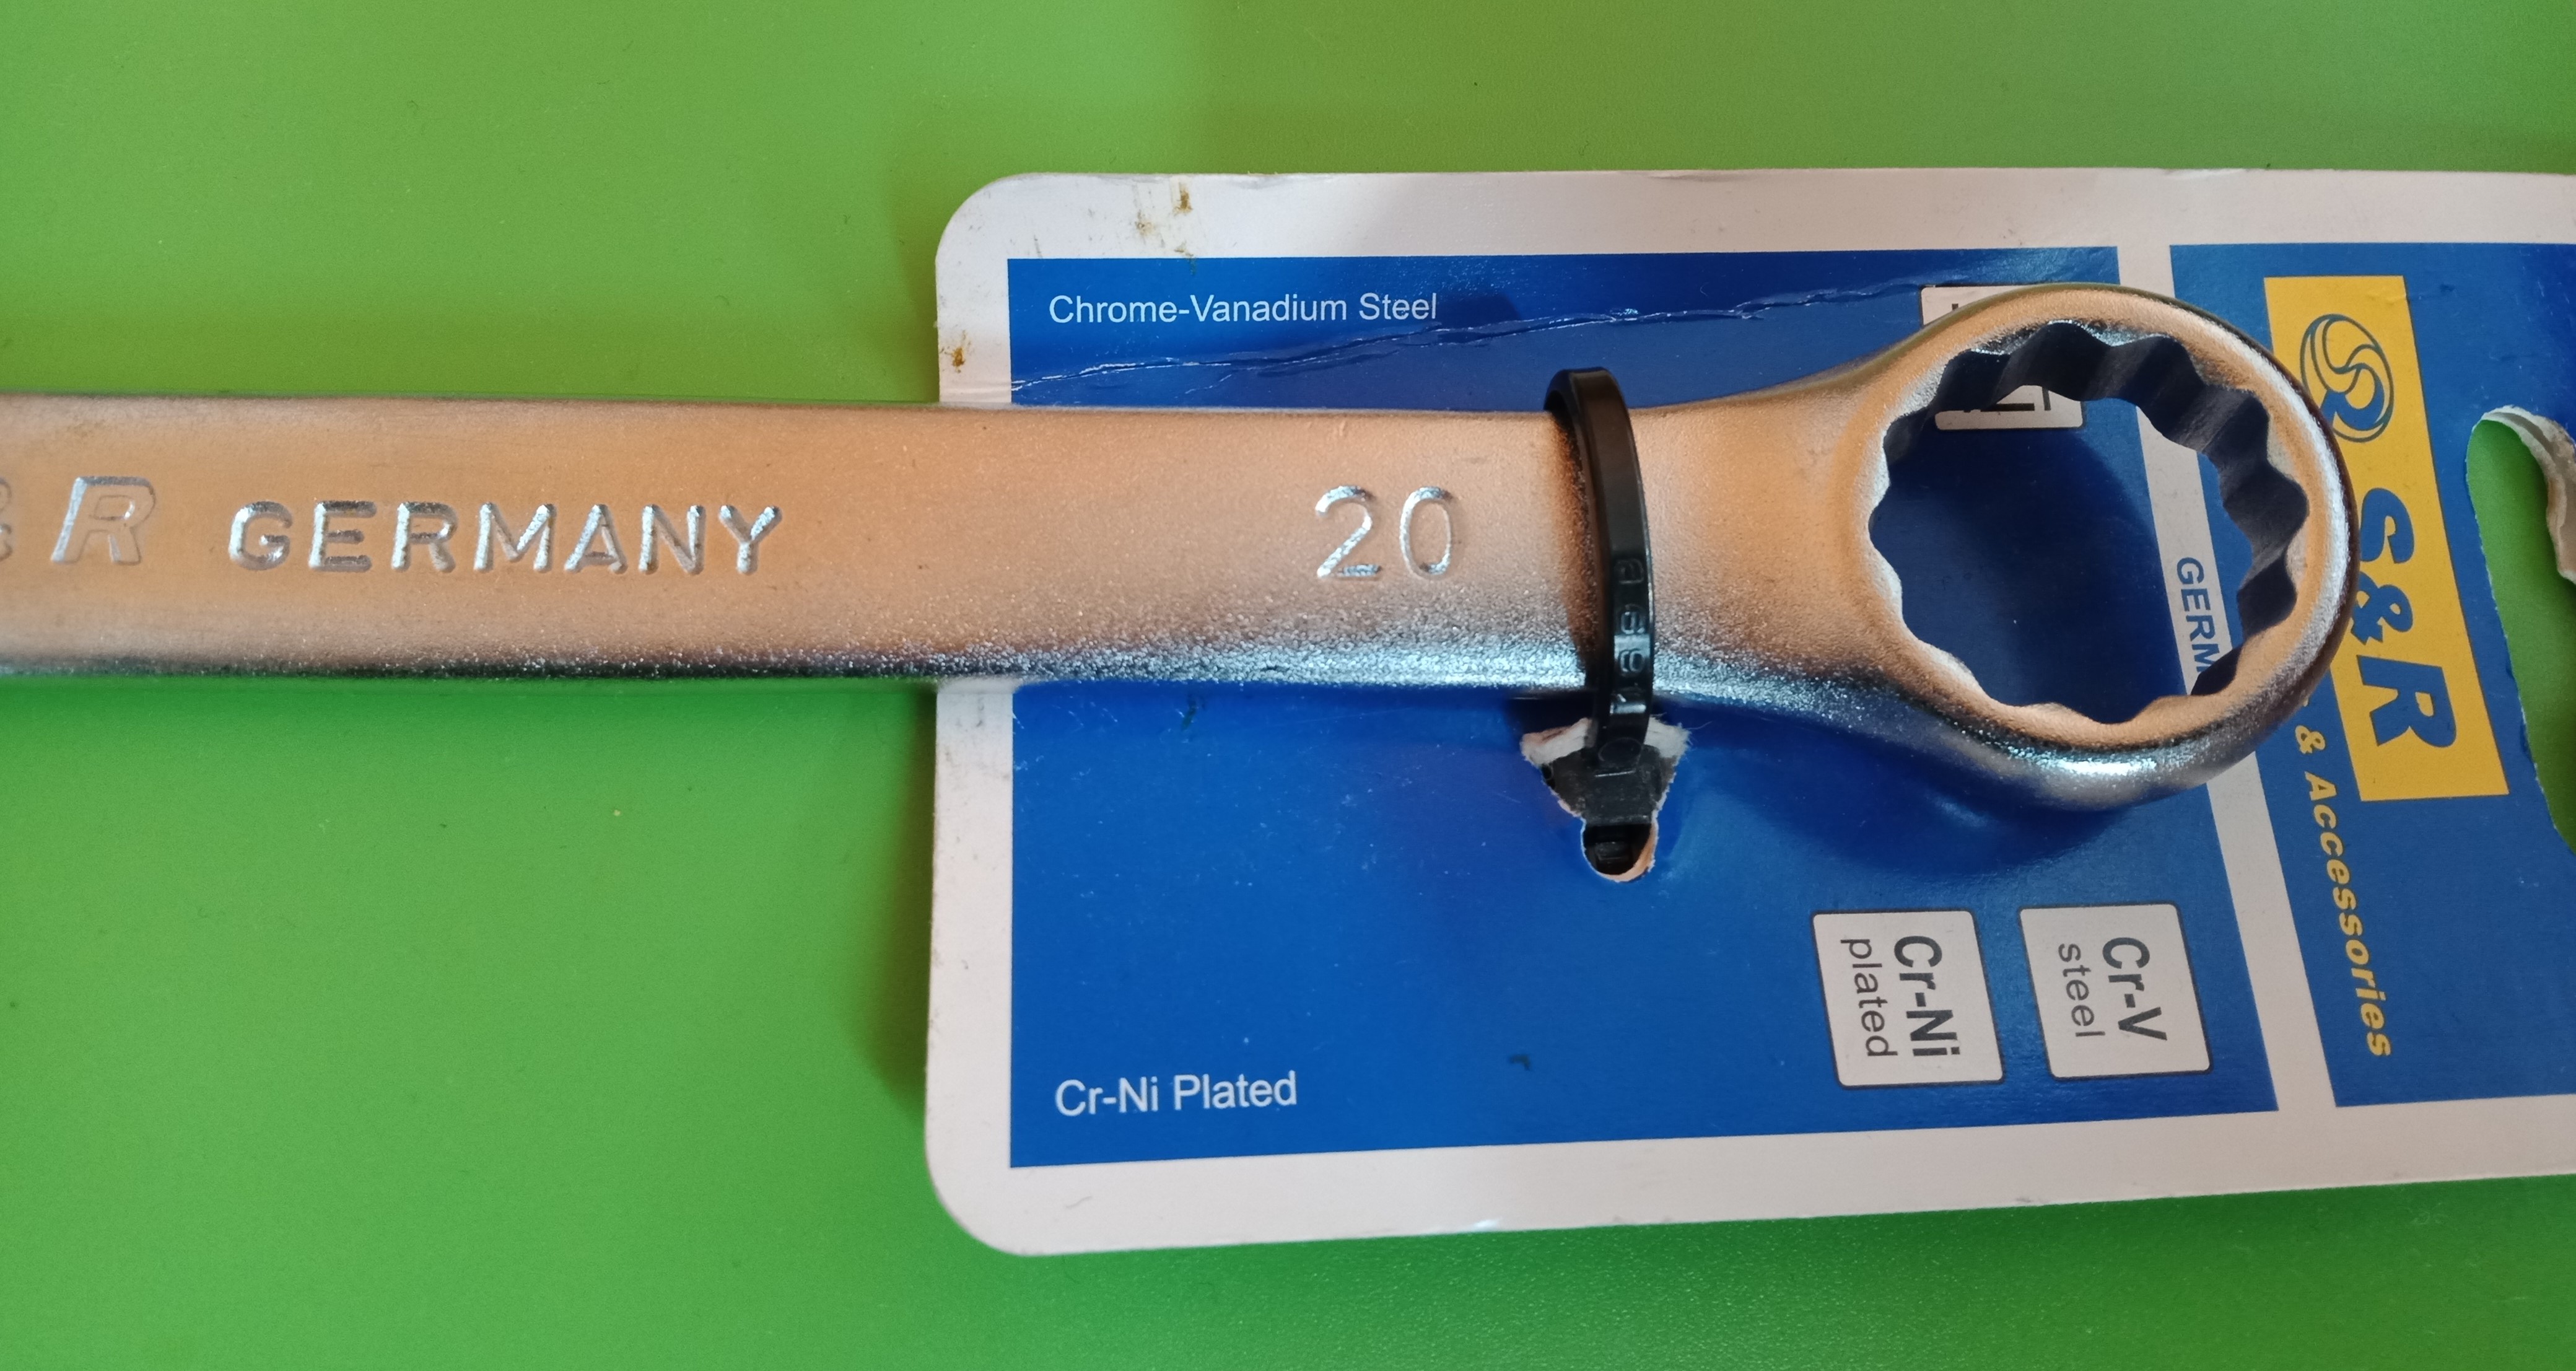 Chrome-Vanadium Steel
& R GERMANY
20
S&R
& Accessories
Cr-V
steel
Cr-Ni
plated
Cr-Ni Plated